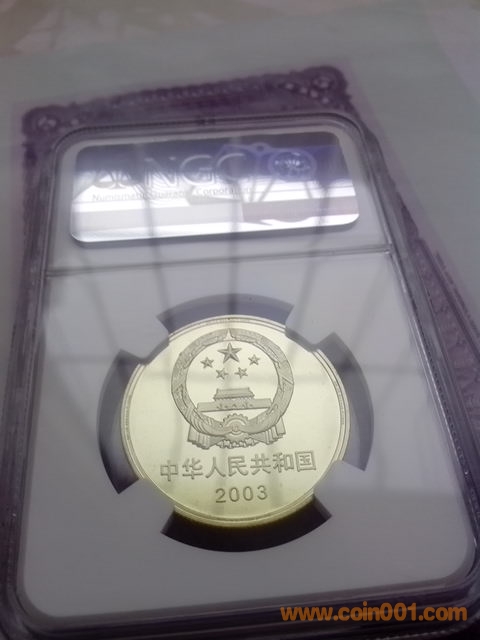 NGC
Numismatic Guaranty Corporation
中华人民共和国
2003
www.coin001.com